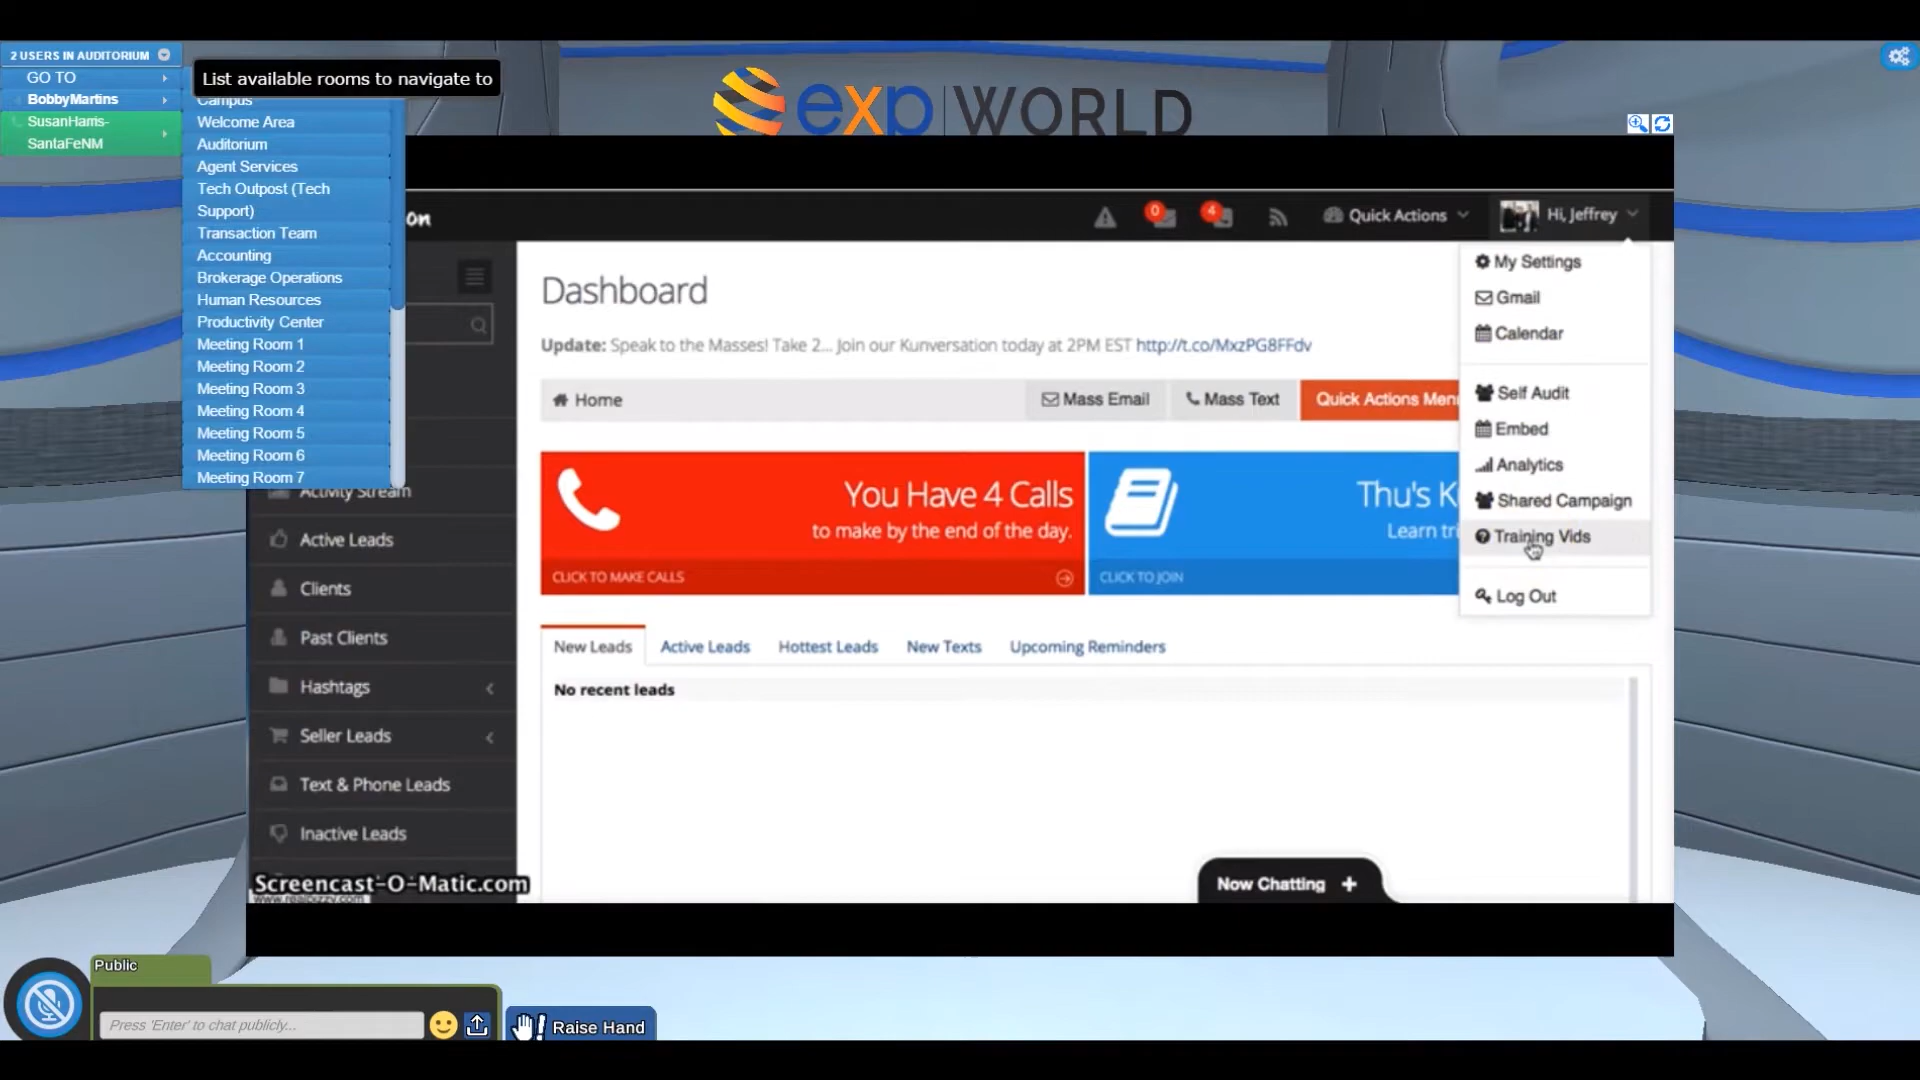 2 USERS IN AUDITORIUM
GO TO
BobbyMartins
SusanHarris-
SantaFeNM
List available rooms to navigate to
Campus
Welcome Area
Auditorium
Agent Services
Tech Outpost (Tech
Support)
Transaction Team
Accounting
Brokerage Operations
Human Resources
Productivity Center
Meeting Room 1
Meeting Room 2
Meeting Room 3
Meeting Room 4
Meeting Room 5
Meeting Room 6
Meeting Room 7
exp WORLD
on
0
4
Quick Actions
Hi, Jeffrey
My Settings
Gmail
Calendar
Self Audit
Embed
Analytics
Shared Campaign
Training Vids
Log Out
Dashboard
Update: Speak to the Masses! Take 2... Join our Kunversation today at 2PM EST http://t.co/MxzPG8FFdv
Home
Mass Email
Mass Text
Quick Actions Menu
You Have 4 Calls
to make by the end of the day.
CLICK TO MAKE CALLS
Thu's K
Learn tri
CLICK TO JOIN
Activity Stream
Active Leads
Clients
Past Clients
Hashtags
Seller Leads
Text & Phone Leads
Inactive Leads
New Leads
Active Leads
Hottest Leads
New Texts
Upcoming Reminders
No recent leads
Screencast-O-Matic.com
Now Chatting +
Public
Press 'Enter' to chat publicly...
Raise Hand